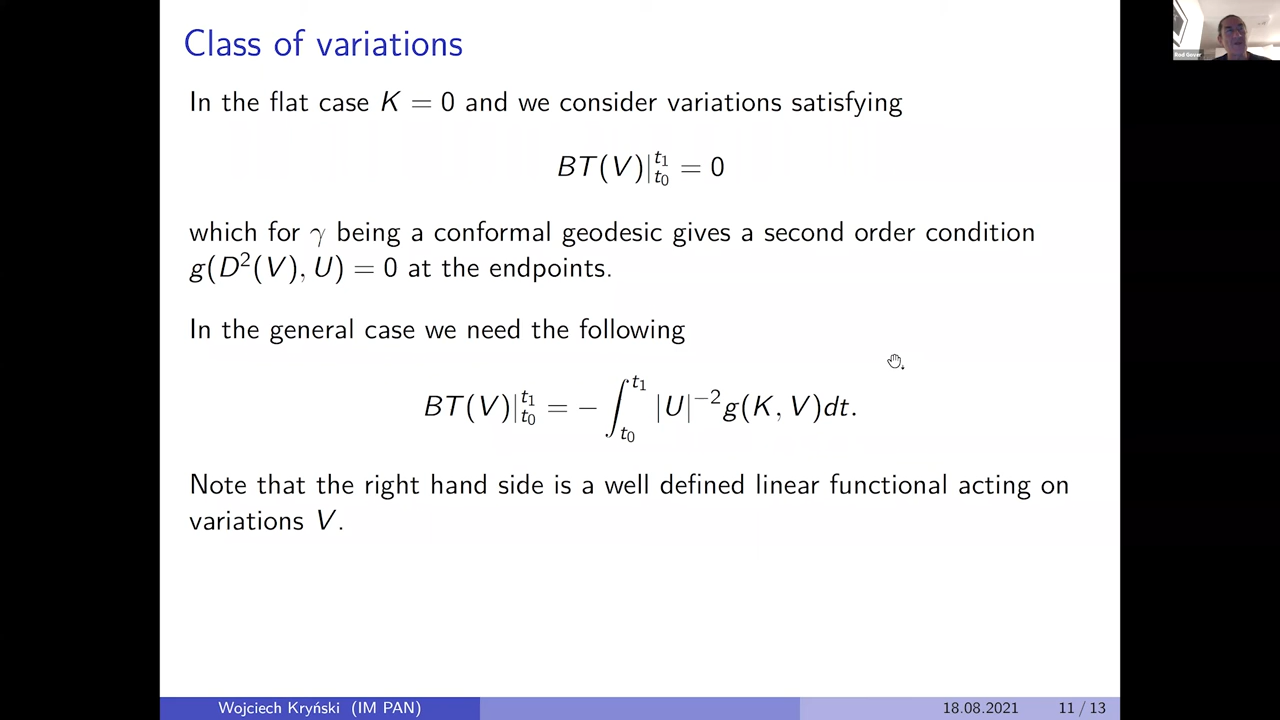 Class of variations
Rod Gover
In the flat case K = 0 and we consider variations satisfying
BT(V)|_{t_0}^{t_1} = 0
which for γ being a conformal geodesic gives a second order condition
g(D²(V), U) = 0 at the endpoints.
In the general case we need the following
BT(V)|_{t_0}^{t_1} = − ∫_{t_0}^{t_1} |U|^{−2} g(K, V)dt.
Note that the right hand side is a well defined linear functional acting on
variations V.
Wojciech Kryński (IM PAN) 18.08.2021 11 / 13